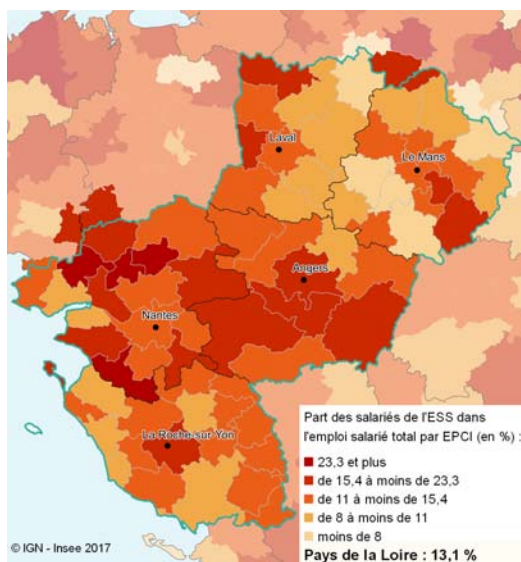 Laval
Le Mans
Angers
Nantes
La Roche-sur-Yon
Part des salariés de l'ESS dans
l'emploi salarié total par EPCI (en %) :
23,3 et plus
de 15,4 à moins de 23,3
de 11 à moins de 15,4
de 8 à moins de 11
moins de 8
Pays de la Loire : 13,1 %
© IGN - Insee 2017